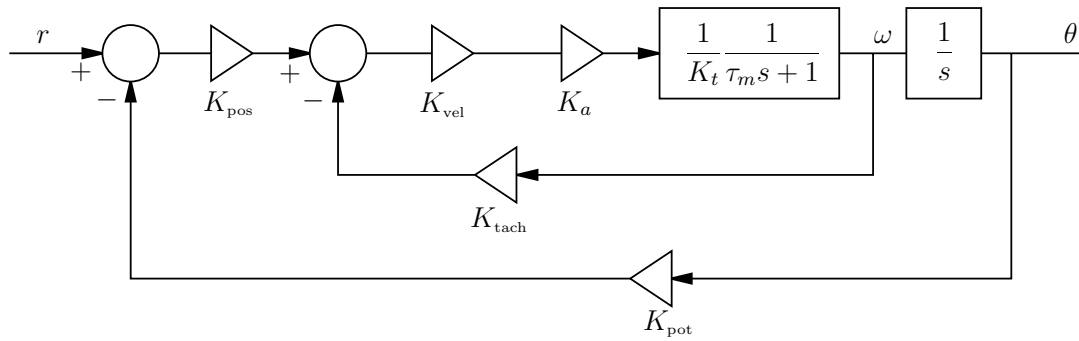 r
+
−
K_pos
+
−
K_vel
K_a
1/K_t 1/(τ_m s + 1)
ω
1/s
θ
K_tach
K_pot